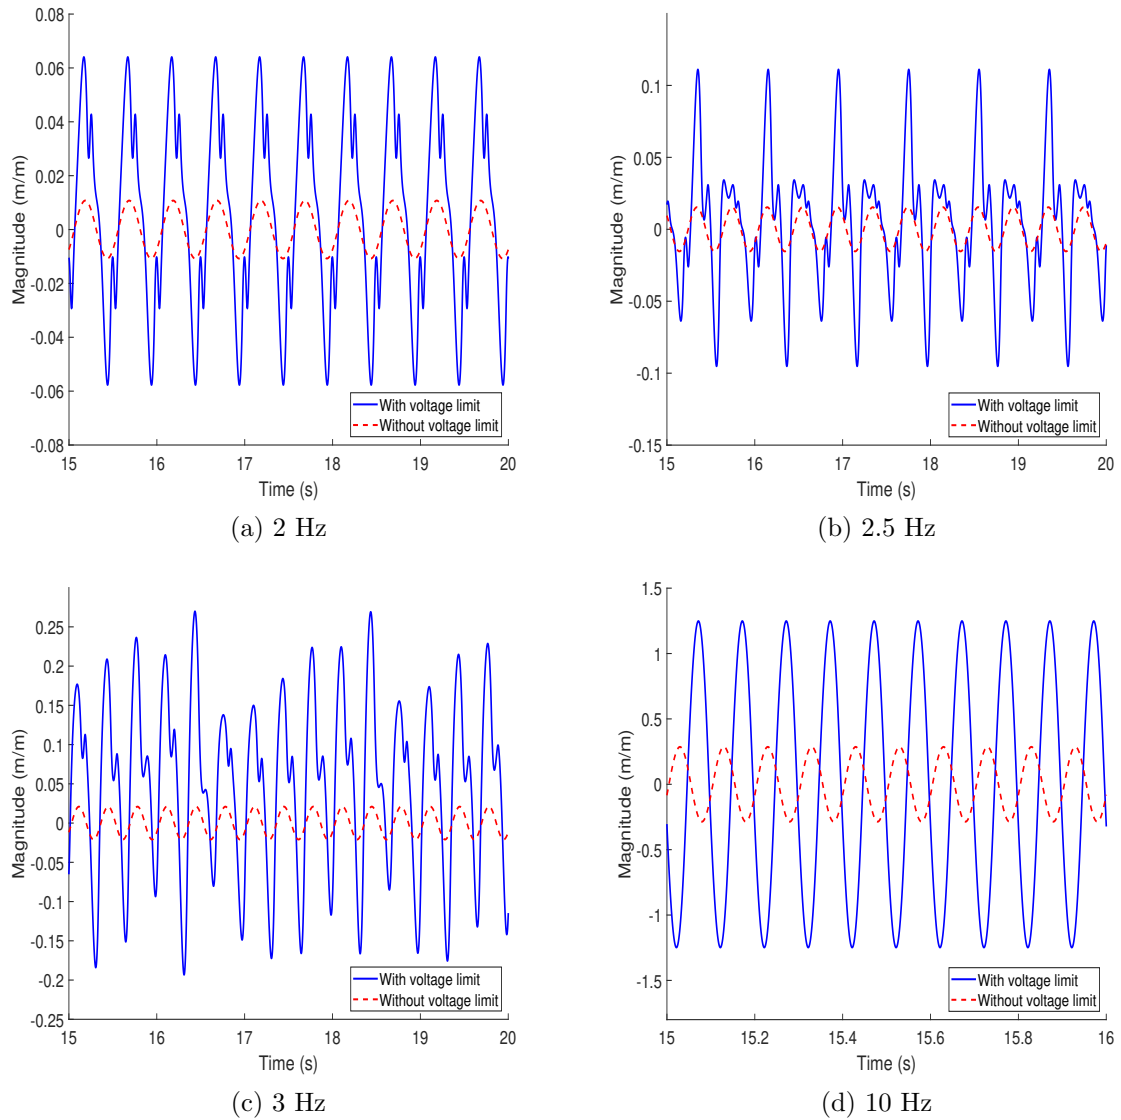 0.08
0.06
0.04
0.02
0
-0.02
-0.04
-0.06
-0.08
Magnitude (m/m)
With voltage limit
Without voltage limit
15 16 17 18 19 20
Time (s)
(a) 2 Hz
0.1
0.05
0
-0.05
-0.1
-0.15
Magnitude (m/m)
With voltage limit
Without voltage limit
15 16 17 18 19 20
Time (s)
(b) 2.5 Hz
0.25
0.2
0.15
0.1
0.05
0
-0.05
-0.1
-0.15
-0.2
-0.25
Magnitude (m/m)
With voltage limit
Without voltage limit
15 16 17 18 19 20
Time (s)
(c) 3 Hz
1.5
1
0.5
0
-0.5
-1
-1.5
Magnitude (m/m)
With voltage limit
Without voltage limit
15 15.2 15.4 15.6 15.8 16
Time (s)
(d) 10 Hz